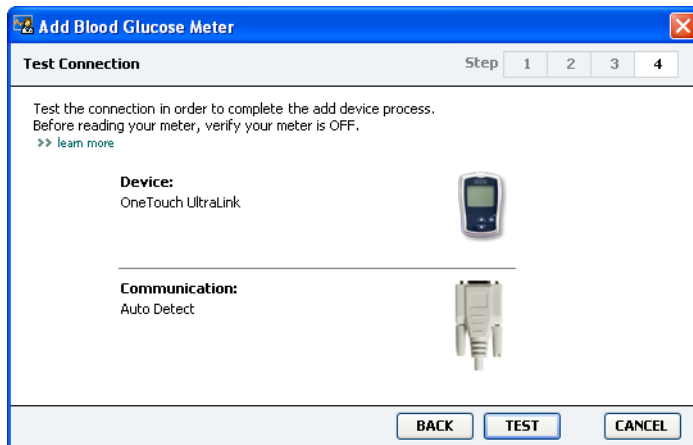 Add Blood Glucose Meter
Test Connection
Step 1 2 3 4
Test the connection in order to complete the add device process.
Before reading your meter, verify your meter is OFF.
>> learn more
Device:
OneTouch UltraLink
Communication:
Auto Detect
BACK TEST CANCEL